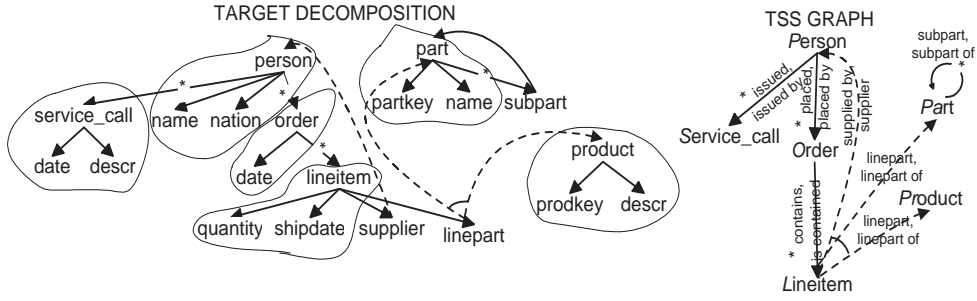 TARGET DECOMPOSITION
person
part
*
*
*
service_call
name nation order
partkey name subpart
date descr
*
date
lineitem
product
prodkey descr
quantity shipdate supplier linepart
TSS GRAPH
Person
subpart,
subpart of
*
* issued,
issued by
* placed,
placed by
supplied by
supplier
Part
Service_call
Order
linepart,
linepart of
Product
* contains,
is contained
linepart,
linepart of
Lineitem